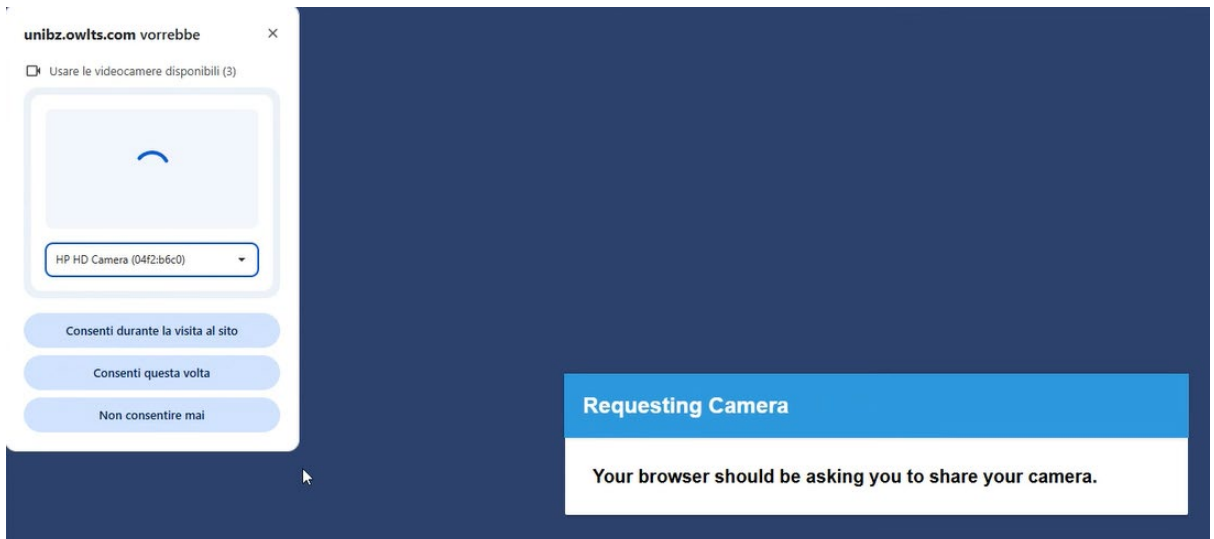 unibz.owlts.com vorrebbe
Usare le videocamere disponibili (3)
HP HD Camera (04f2:b6c0)
Consenti durante la visita al sito
Consenti questa volta
Non consentire mai
Requesting Camera
Your browser should be asking you to share your camera.